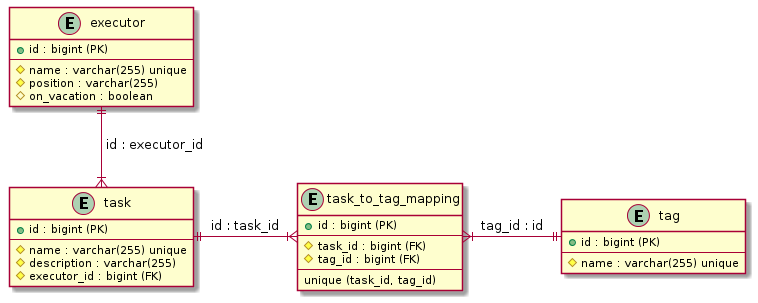 E executor
id : bigint (PK)
name : varchar(255) unique
position : varchar(255)
on_vacation : boolean
id : executor_id
E task
id : bigint (PK)
name : varchar(255) unique
description : varchar(255)
executor_id : bigint (FK)
id : task_id
E task_to_tag_mapping
id : bigint (PK)
task_id : bigint (FK)
tag_id : bigint (FK)
unique (task_id, tag_id)
tag_id : id
E tag
id : bigint (PK)
name : varchar(255) unique